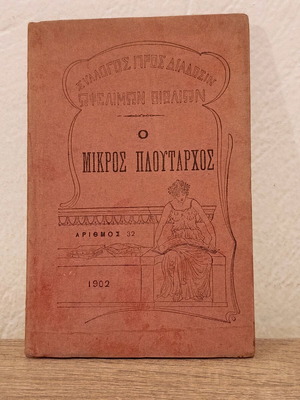 ΣΥΛΛΟΓΟΣ ΠΡΟΣ ΔΙΑΔΟΣΙΝ
ΩΦΕΛΙΜΩΝ ΒΙΒΛΙΩΝ
Ο
ΜΙΚΡΟΣ ΠΛΟΥΤΑΡΧΟΣ
ΑΡΙΘΜΟΣ 32
1902